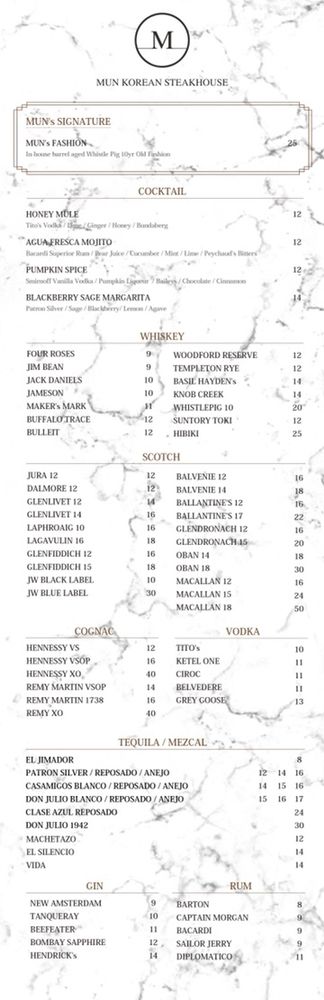 M
MUN KOREAN STEAKHOUSE
MUN's SIGNATURE
MUN's FASHION 25
In house barrel aged Whistle Pig 10yr Old Fashion
COCKTAIL
HONEY MULE 12
Tito's Vodka / Lime / Ginger / Honey / Bundaberg
AGUA FRESCA MOJITO 12
Bacardi Superior Rum / Pear Juice / Cucumber / Mint / Lime / Peychaud's Bitters
PUMPKIN SPICE 12
Smirnoff Vanilla Vodka / Pumpkin Liqueur / Baileys / Chocolate / Cinnamon
BLACKBERRY SAGE MARGARITA 14
Patron Silver / Sage / Blackberry/ Lemon / Agave
WHISKEY
FOUR ROSES 9
JIM BEAN 9
JACK DANIELS 10
JAMESON 10
MAKER's MARK 11
BUFFALO TRACE 12
BULLEIT 12
WOODFORD RESERVE 12
TEMPLETON RYE 12
BASIL HAYDEN's 14
KNOB CREEK 14
WHISTLEPIG 10 20
SUNTORY TOKI 12
HIBIKI 25
SCOTCH
JURA 12 12
DALMORE 12 12
GLENLIVET 12 14
GLENLIVET 14 16
LAPHROAIG 10 16
LAGAVULIN 16 18
GLENFIDDICH 12 16
GLENFIDDICH 15 18
JW BLACK LABEL 10
JW BLUE LABEL 30
BALVENIE 12 16
BALVENIE 14 18
BALLANTINE'S 12 16
BALLANTINE'S 17 22
GLENDRONACH 12 16
GLENDRONACH 15 20
OBAN 14 18
OBAN 18 30
MACALLAN 12 16
MACALLAN 15 24
MACALLAN 18 50
COGNAC
HENNESSY VS 12
HENNESSY VSOP 16
HENNESSY XO 40
REMY MARTIN VSOP 14
REMY MARTIN 1738 16
REMY XO 40
VODKA
TITO's 10
KETEL ONE 11
CIROC 11
BELVEDERE 11
GREY GOOSE 13
TEQUILA / MEZCAL
EL JIMADOR 8
PATRON SILVER / REPOSADO / ANEJO 12 14 16
CASAMIGOS BLANCO / REPOSADO / ANEJO 14 15 16
DON JULIO BLANCO / REPOSADO / ANEJO 15 16 17
CLASE AZUL REPOSADO 24
DON JULIO 1942 30
MACHETAZO 12
EL SILENCIO 14
VIDA 14
GIN
NEW AMSTERDAM 9
TANQUERAY 10
BEEFEATER 11
BOMBAY SAPPHIRE 12
HENDRICK's 14
RUM
BARTON 8
CAPTAIN MORGAN 9
BACARDI 9
SAILOR JERRY 9
DIPLOMATICO 11